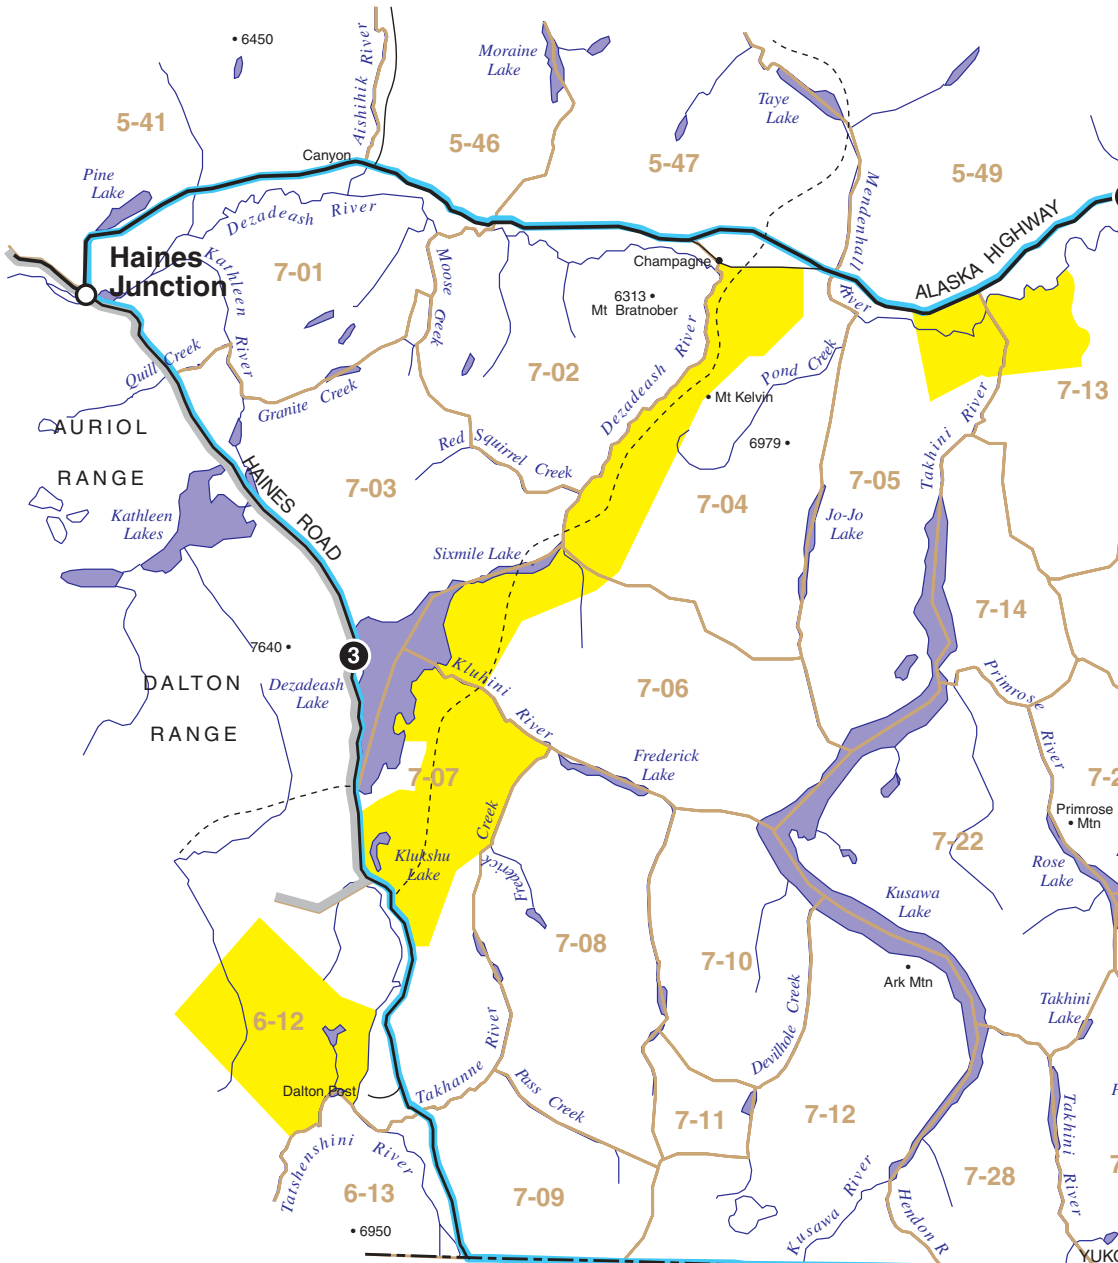 6450
Moraine
Lake
Aishihik River
Taye
Lake
5-41
5-46
5-47
5-49
Canyon
Pine
Lake
Dezadeash River
Mendenhall River
ALASKA HIGHWAY
Haines
Junction
Kathleen River
7-01
Moose Creek
Champagne
6313
Mt Bratnober
Quill Creek
Granite Creek
7-02
Dezadeash River
Pond Creek
Mt Kelvin
7-13
AURIOL
RANGE
HAINES ROAD
Red Squirrel Creek
6979
Takhini River
7-03
7-04
7-05
Kathleen
Lakes
Jo-Jo
Lake
Sixmile Lake
7-14
7640
3
DALTON
RANGE
Dezadeash
Lake
Kluhini River
7-06
Primrose River
7-07
Frederick
Lake
7-2
Primrose
Mtn
Frederick Creek
7-22
Klukshu
Lake
Rose
Lake
Kusawa
Lake
7-08
7-10
Ark Mtn
6-12
Devilhole Creek
Takhini
Lake
Dalton Post
Takhanne River
Pass Creek
7-11
7-12
Takhini River
Tatshenshini River
6-13
7-09
7-28
Kusawa River
Hendon R
6950
YUKO